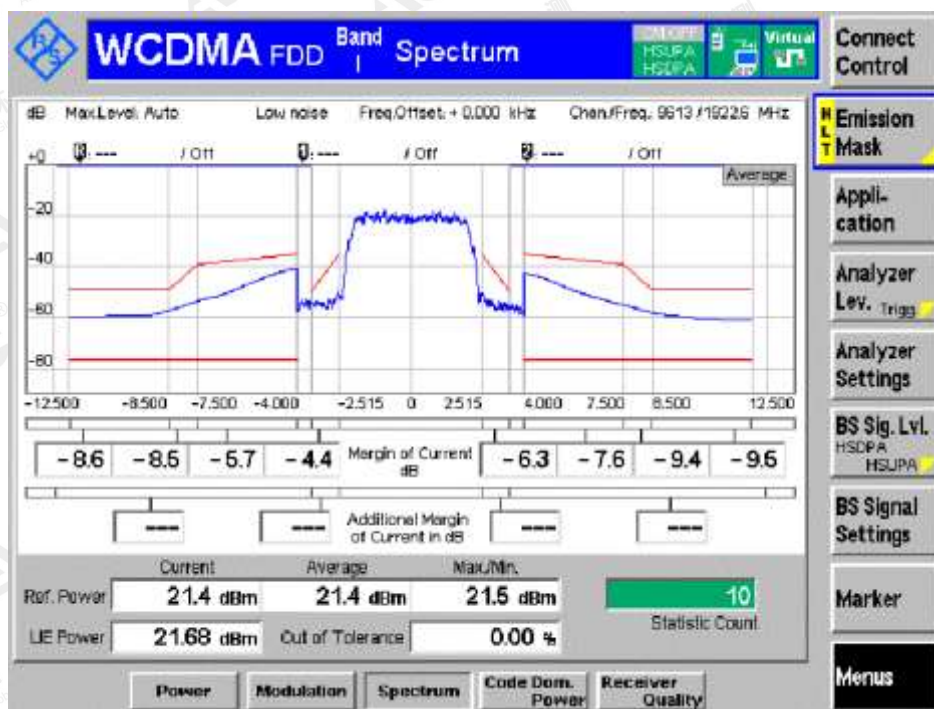 WCDMA FDD Band I Spectrum
HSUPA
HSDPA
Virtual
Connect Control
dB Max.Level: Auto Low noise Freq.Offset: + 0.000 kHz Chan./Freq.: 9613 / 1922.6 MHz
+0 --- / Off --- / Off 2: --- / Off
Average
-20
-40
-60
-80
-12.500 -8.500 -7.500 -4.000 -2.515 0 2.515 4.000 7.500 8.500 12.500
-8.6 -8.5 -5.7 -4.4 Margin of Current dB -6.3 -7.6 -9.4 -9.5
--- --- Additional Margin of Current in dB --- ---
Current Average Max./Min.
Ref. Power 21.4 dBm 21.4 dBm 21.5 dBm 10
Statistic Count
UE Power 21.68 dBm Out of Tolerance 0.00 %
Power Modulation Spectrum Code Dom. Power Receiver Quality
HLT
Emission Mask
Appli-
cation
Analyzer
Lev. Trigg.
Analyzer
Settings
BS Sig. Lvl.
HSDPA
HSUPA
BS Signal
Settings
Marker
Menus